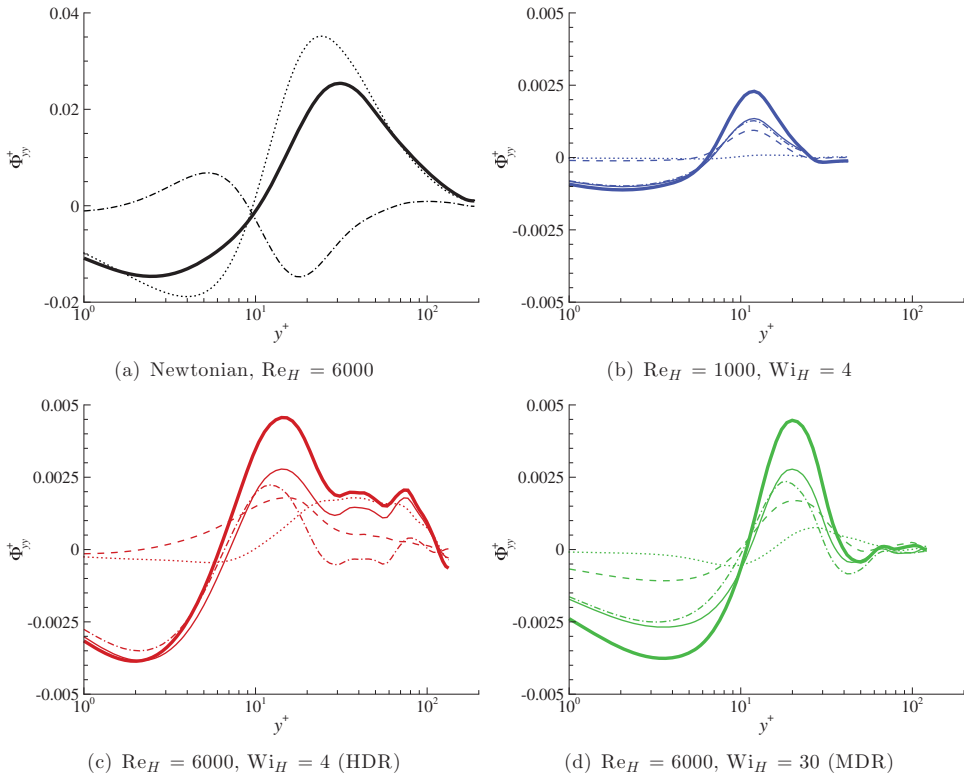 0.04
0.02
0
-0.02
Φ⁺yy
10⁰ 10¹ 10²
y⁺
(a) Newtonian, Re_H = 6000
0.005
0.0025
0
-0.0025
-0.005
Φ⁺yy
10⁰ 10¹ 10²
y⁺
(b) Re_H = 1000, Wi_H = 4
0.005
0.0025
0
-0.0025
-0.005
Φ⁺yy
10⁰ 10¹ 10²
y⁺
(c) Re_H = 6000, Wi_H = 4 (HDR)
0.005
0.0025
0
-0.0025
-0.005
Φ⁺yy
10⁰ 10¹ 10²
y⁺
(d) Re_H = 6000, Wi_H = 30 (MDR)